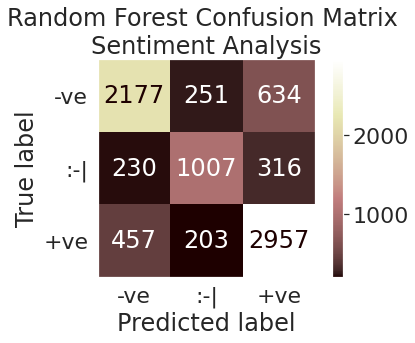 Random Forest Confusion Matrix
Sentiment Analysis
-ve 2177 251 634
:-| 230 1007 316
+ve 457 203 2957
-ve :-| +ve
True label
Predicted label
2000
1000